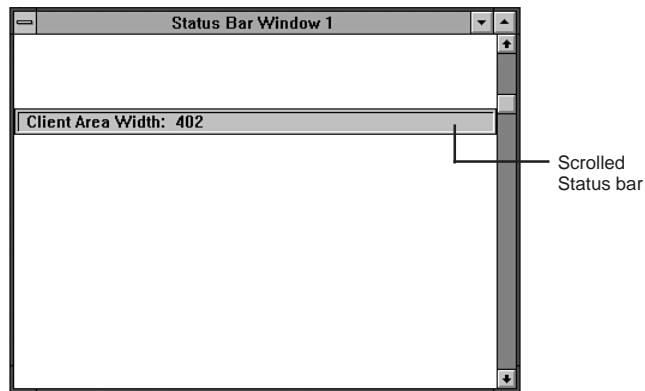 Status Bar Window 1
Client Area Width: 402
Scrolled
Status bar